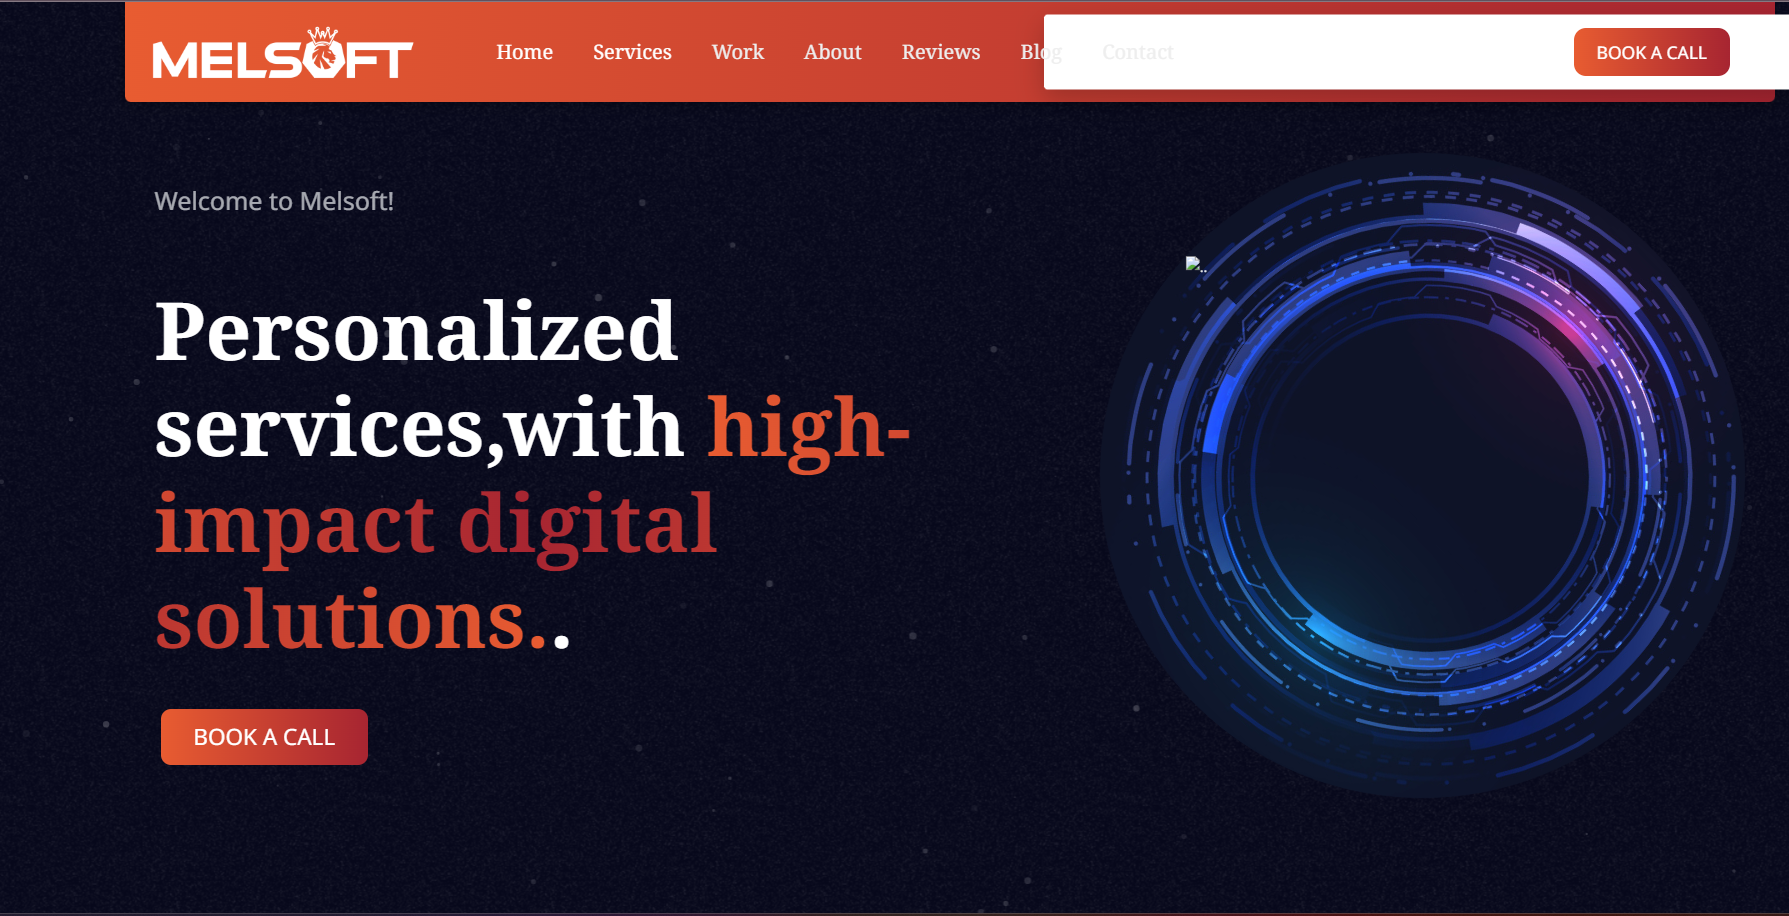 MELSOFT
Home Services Work About Reviews Blog Contact
BOOK A CALL
Welcome to Melsoft!
..
Personalized
services,with high-
impact digital
solutions..
BOOK A CALL